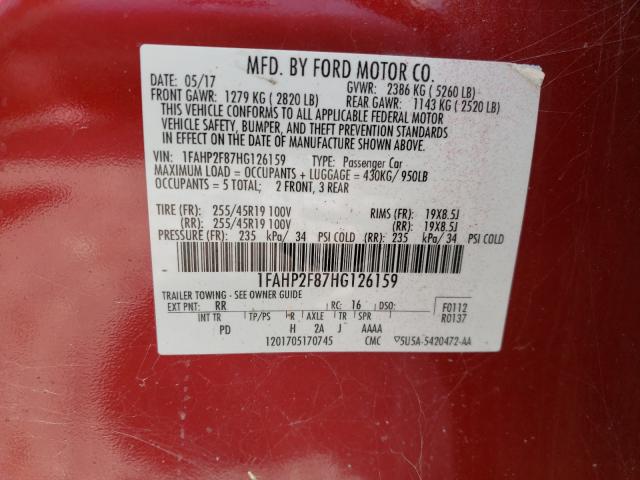 MFD. BY FORD MOTOR CO.
DATE: 05/17 GVWR: 2386 KG (5260 LB)
FRONT GAWR: 1279 KG (2820 LB) REAR GAWR: 1143 KG (2520 LB)
THIS VEHICLE CONFORMS TO ALL APPLICABLE FEDERAL MOTOR
VEHICLE SAFETY, BUMPER, AND THEFT PREVENTION STANDARDS
IN EFFECT ON THE DATE OF MANUFACTURE SHOWN ABOVE.
VIN: 1FAHP2F87HG126159 TYPE: Passenger Car
MAXIMUM LOAD = OCCUPANTS + LUGGAGE = 430KG/ 950LB
OCCUPANTS = 5 TOTAL; 2 FRONT, 3 REAR
TIRE (FR): 255/45R19 100V RIMS (FR): 19X8.5J
(RR): 255/45R19 100V (RR): 19X8.5J
PRESSURE (FR): 235 kPa/ 34 PSI COLD (RR): 235 kPa/ 34 PSI COLD
1FAHP2F87HG126159
TRAILER TOWING - SEE OWNER GUIDE
EXT PNT: RR RC: 16 DSO: F0112
INT TR TP/PS R AXLE TR SPR R0137
PD H 2A J AAAA
1201705170745 CMC 5U5A-5420472-AA